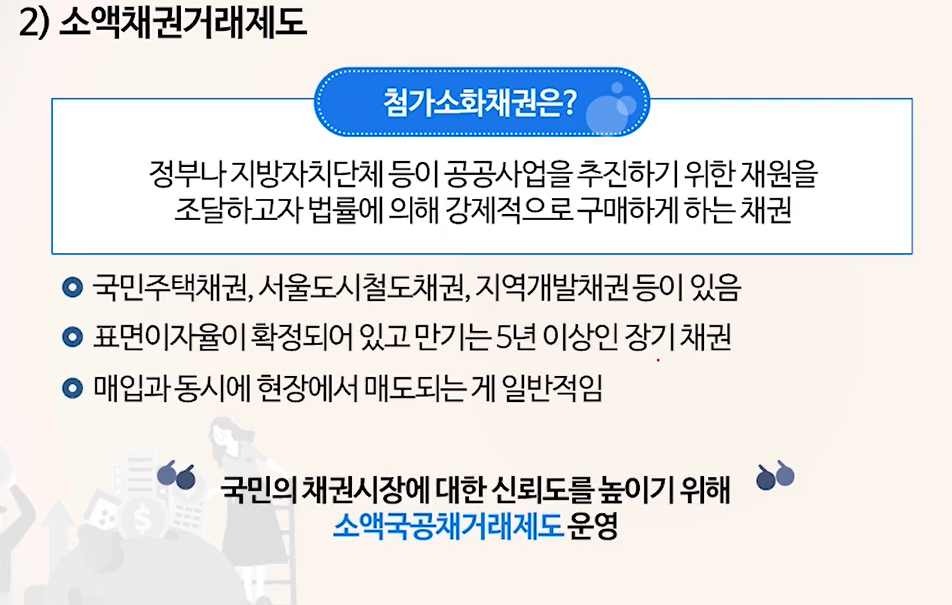 2) 소액채권거래제도
첨가소화채권은?
정부나 지방자치단체 등이 공공사업을 추진하기 위한 재원을
조달하고자 법률에 의해 강제적으로 구매하게 하는 채권
국민주택채권, 서울도시철도채권, 지역개발채권 등이 있음
표면이자율이 확정되어 있고 만기는 5년 이상인 장기 채권
매입과 동시에 현장에서 매도되는 게 일반적임
국민의 채권시장에 대한 신뢰도를 높이기 위해
소액국공채거래제도 운영